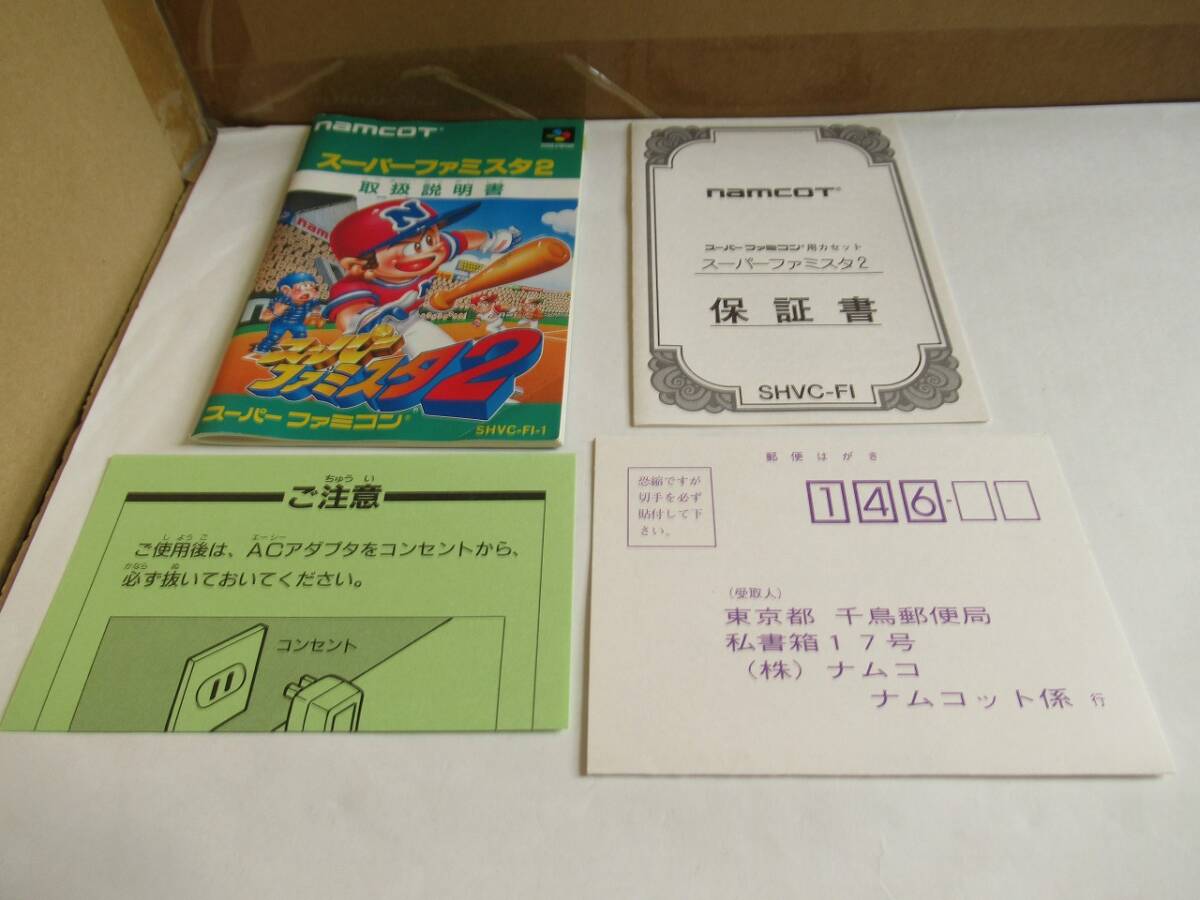 namcot
スーパーファミスタ2
取扱説明書
N
nam
スーパー
ファミスタ2
スーパーファミコン
SHVC-FI-1
namcot
スーパーファミコン用カセット
スーパーファミスタ2
保証書
SHVC-FI
ちゅうい
ご注意
しようご エーシー
ご使用後は、ACアダプタをコンセントから、
かなら ぬ
必ず抜いておいてください。
コンセント
郵便はがき
恐縮ですが
切手を必ず
貼付して下
さい。
146-
(受取人)
東京都 千鳥郵便局
私書箱17号
(株)ナムコ
ナムコット係 行